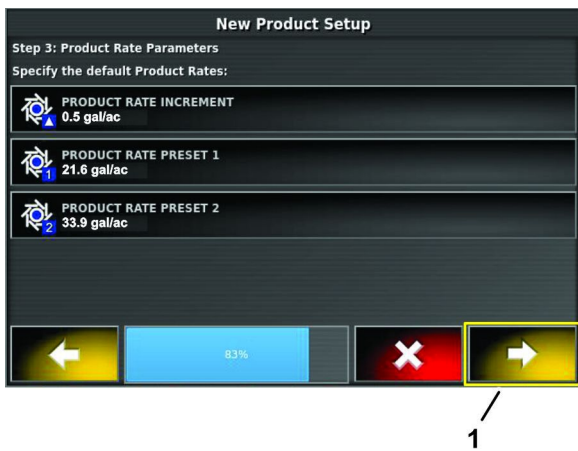 New Product Setup
Step 3: Product Rate Parameters
Specify the default Product Rates:
PRODUCT RATE INCREMENT
0.5 gal/ac
PRODUCT RATE PRESET 1
1
21.6 gal/ac
PRODUCT RATE PRESET 2
2
33.9 gal/ac
83%
1